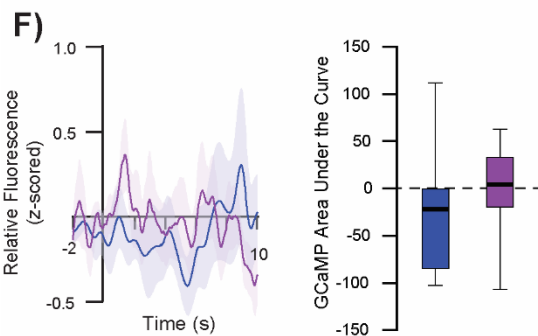 F)
1.0
0.5
-0.5
-2
10
Relative Fluorescence
(z-scored)
Time (s)
150
100
50
0
-50
-100
-150
GCaMP Area Under the Curve